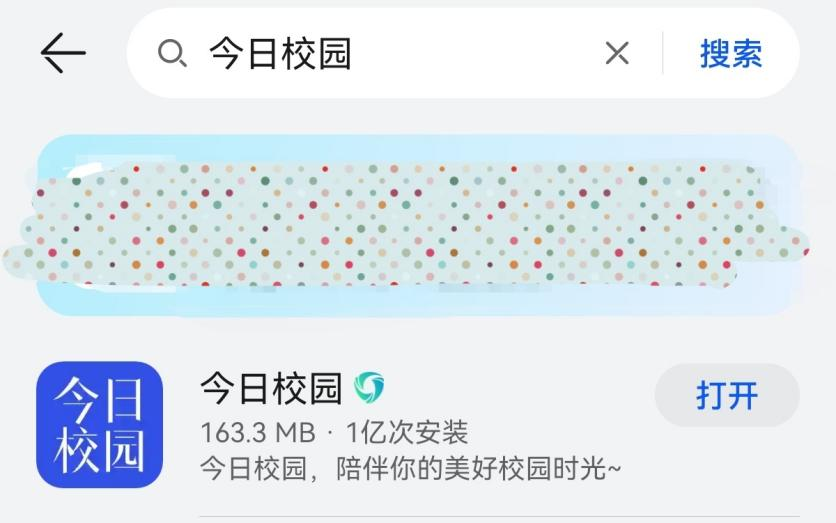 今日校园
搜索
今日
校园
今日校园
163.3 MB · 1亿次安装
今日校园，陪伴你的美好校园时光~
打开